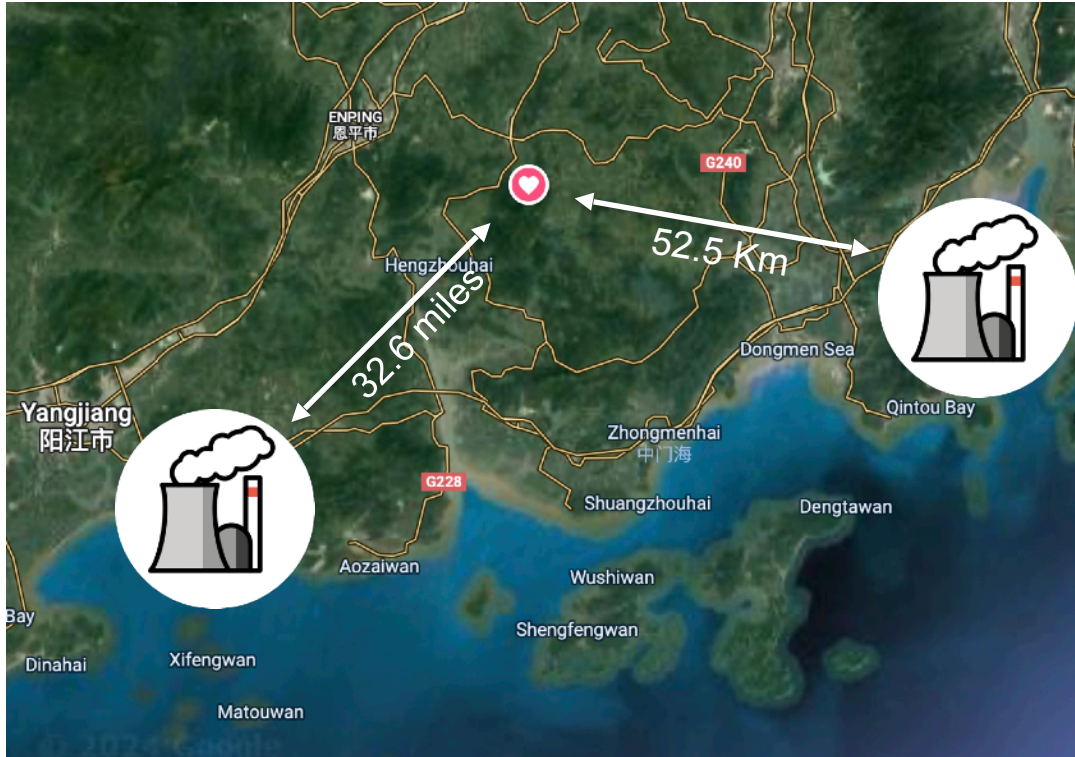 ENPING
恩平市
G240
52.5 Km
Hengzhouhai
32.6 miles
Dongmen Sea
Yangjiang
阳江市
Qintou Bay
Zhongmenhai
中门海
G228
Shuangzhouhai
Dengtawan
Aozaiwan
Wushiwan
Bay
Shengfengwan
Dinahai
Xifengwan
Matouwan